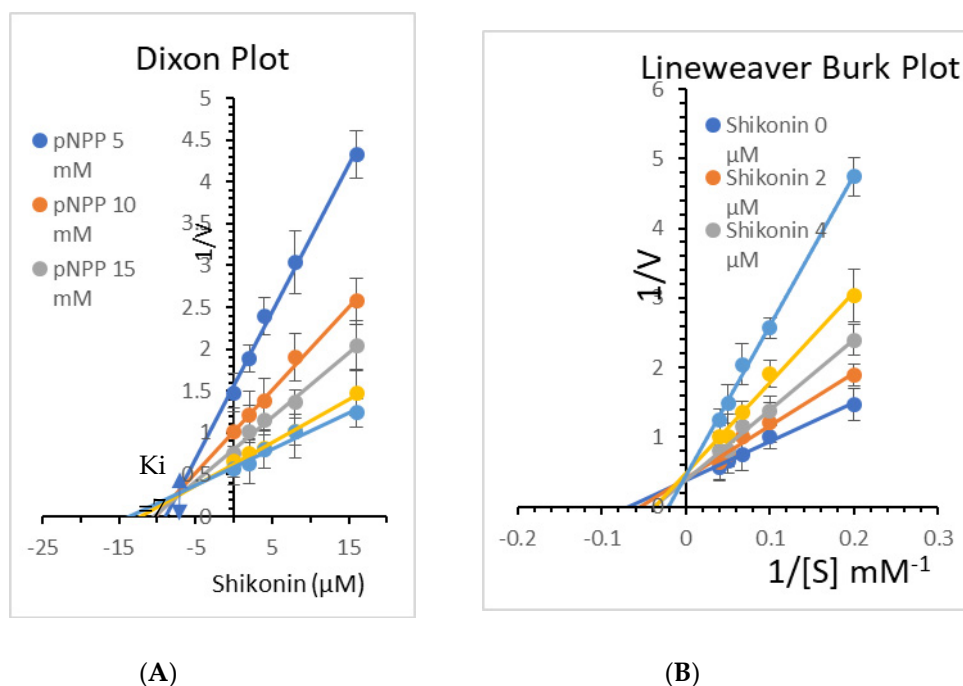 Dixon Plot
5
4.5
4
3.5
3
2.5
2
1.5
1
0.5
0
1/V
pNPP 5
mM
pNPP 10
mM
pNPP 15
mM
Ki
-25
-15
-5
5
15
Shikonin (µM)
Lineweaver Burk Plot
6
5
4
3
2
1
0
1/V
Shikonin 0
µM
Shikonin 2
µM
Shikonin 4
µM
-0.2
-0.1
0
0.1
0.2
0.3
1/[S] mM⁻¹
(A)
(B)